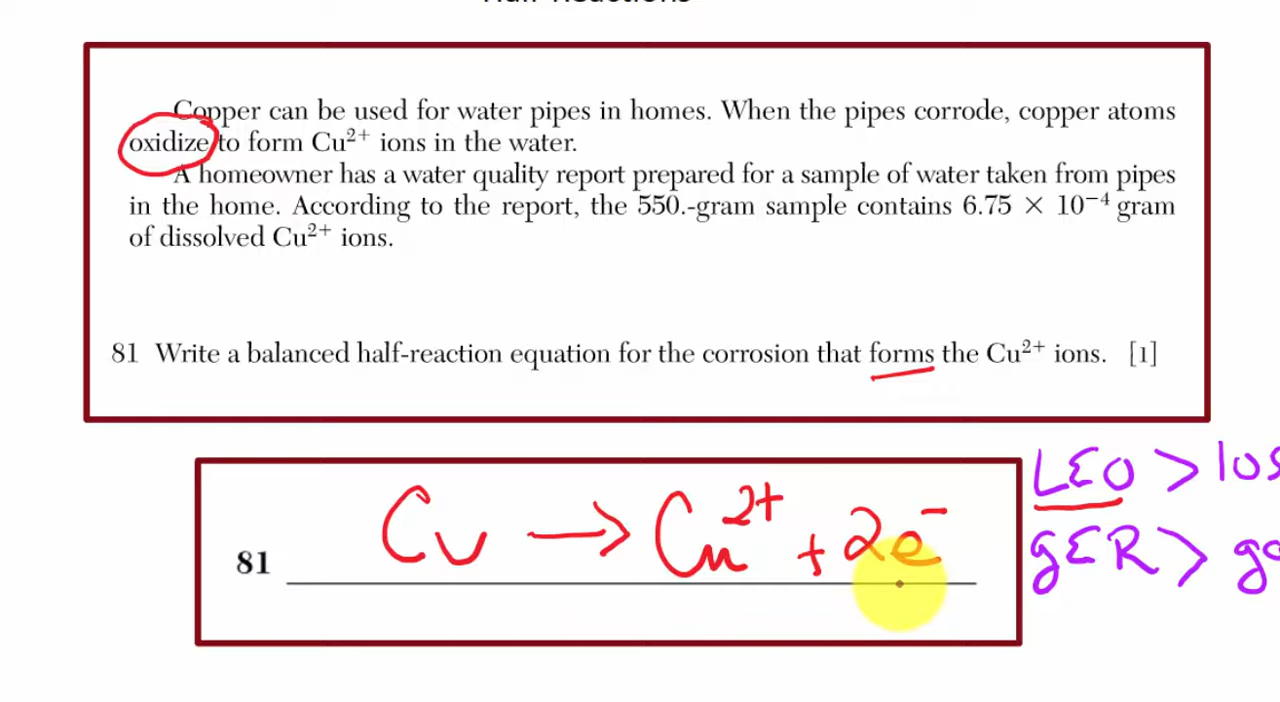 Half-Reactions
Copper can be used for water pipes in homes. When the pipes corrode, copper atoms
oxidize to form Cu²⁺ ions in the water.
A homeowner has a water quality report prepared for a sample of water taken from pipes
in the home. According to the report, the 550.-gram sample contains 6.75 × 10⁻⁴ gram
of dissolved Cu²⁺ ions.
81 Write a balanced half-reaction equation for the corrosion that forms the Cu²⁺ ions. [1]
LEO > los
81 Cu → Cu²⁺ + 2e⁻
gER > ga